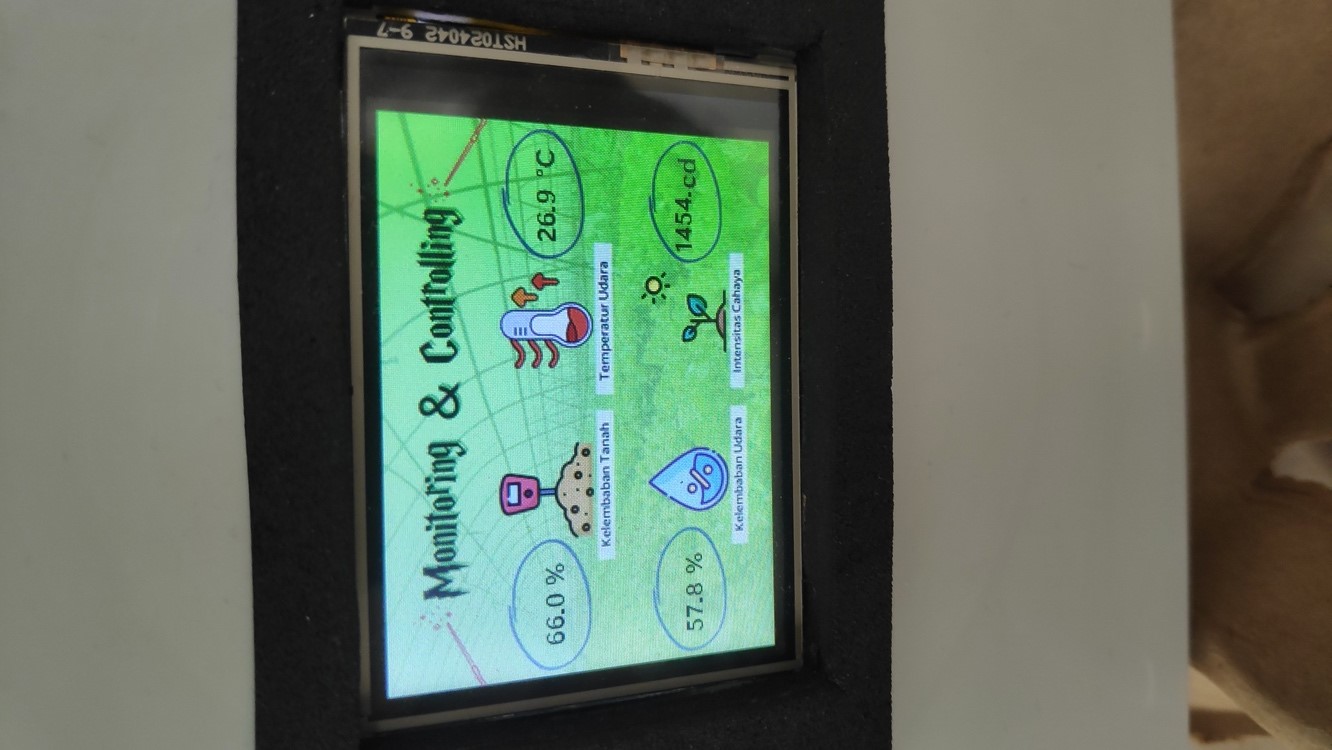 HST024042 9-7
Monitoring & Controlling
66.0 %
Kelembaban Tanah
Temperatur Udara
26.9 °C
57.8 %
Kelembaban Udara
Intensitas Cahaya
1454.cd